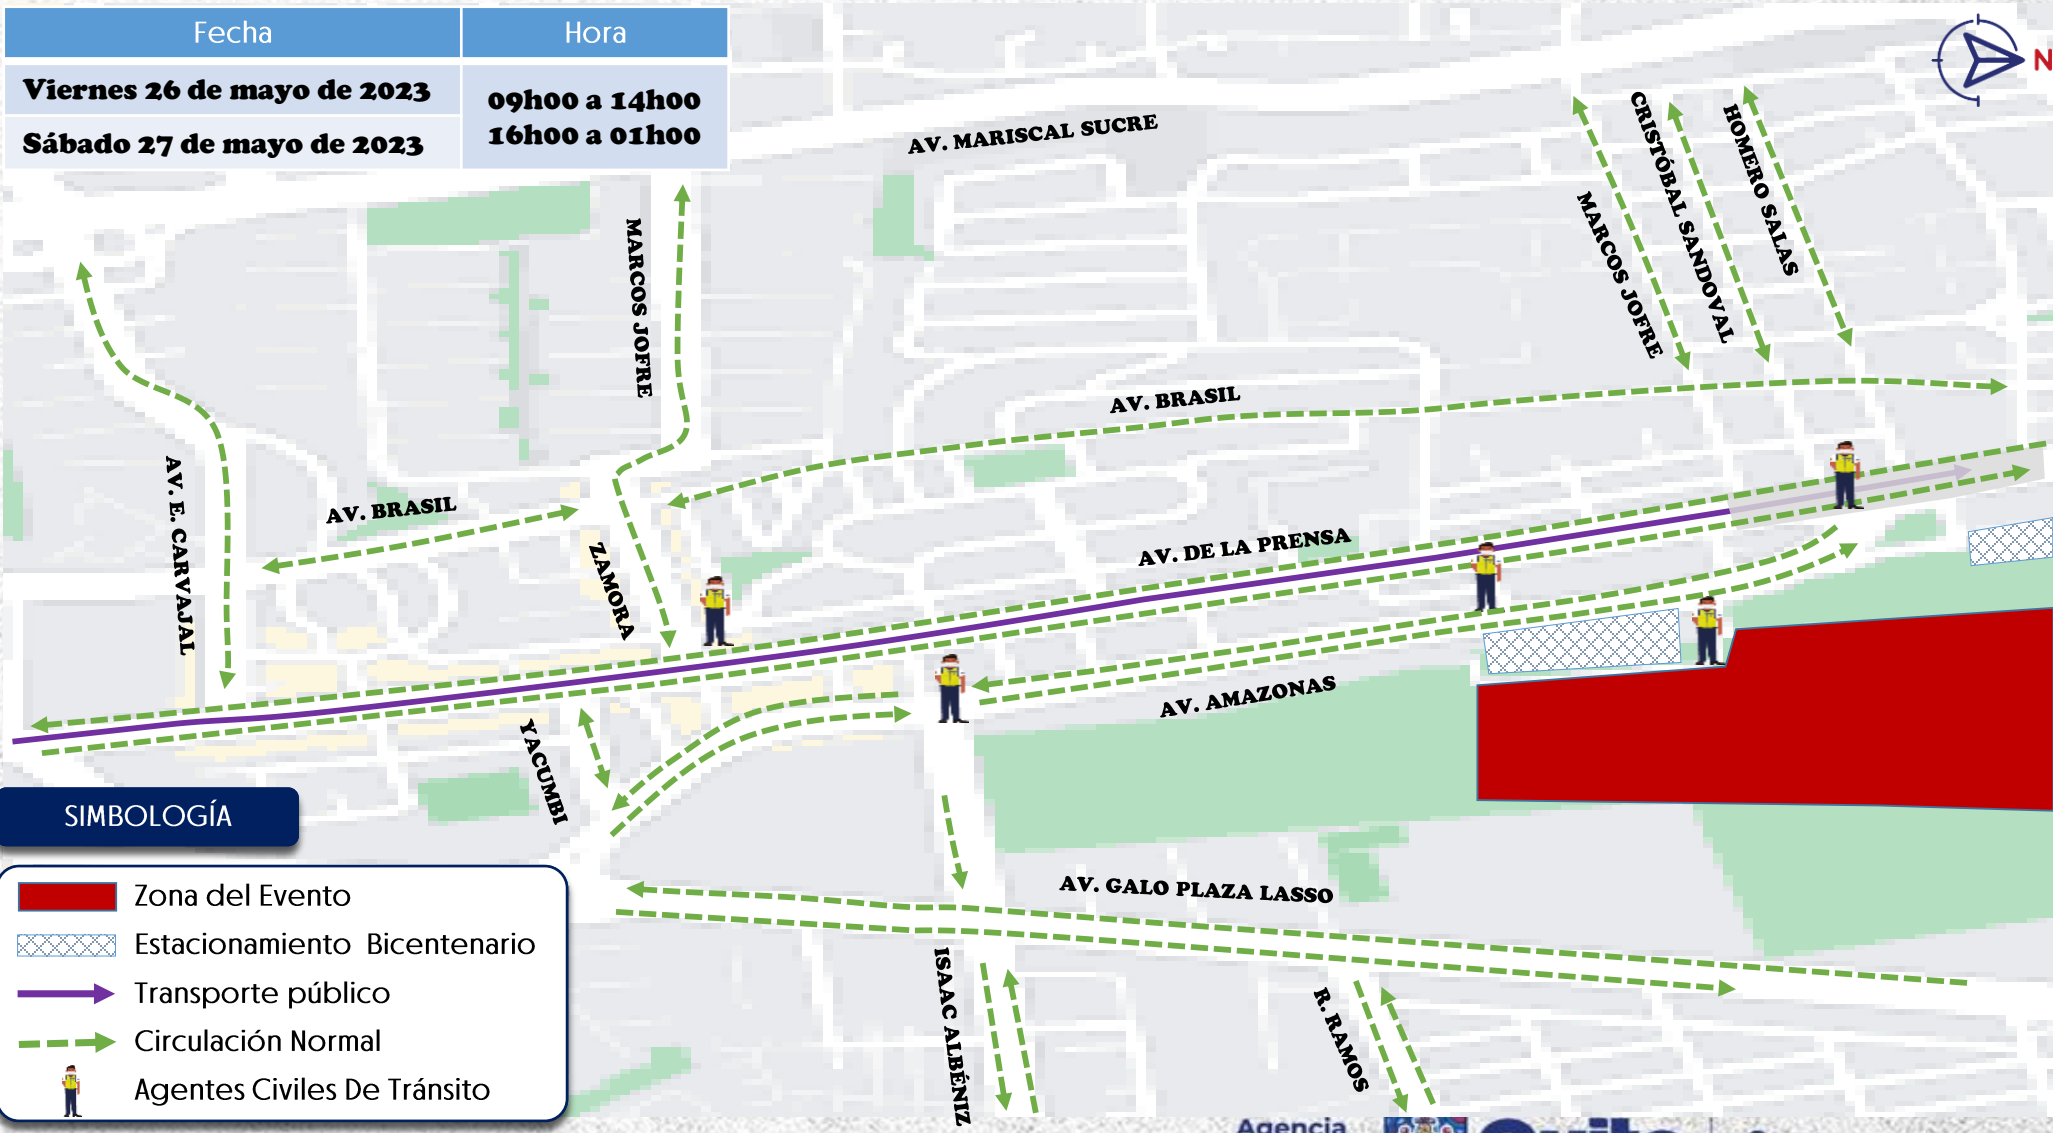 Fecha
Hora
Viernes 26 de mayo de 2023
Sábado 27 de mayo de 2023
09h00 a 14h00
16h00 a 01h00
N
AV. MARISCAL SUCRE
MARCOS JOFRE
CRISTÓBAL SANDOVAL
HOMERO SALAS
MARCOS JOFRE
AV. BRASIL
AV. E. CARVAJAL
AV. BRASIL
ZAMORA
AV. DE LA PRENSA
AV. AMAZONAS
YACUMBI
AV. GALO PLAZA LASSO
ISAAC ALBÉNIZ
R. RAMOS
SIMBOLOGÍA
Zona del Evento
Estacionamiento Bicentenario
Transporte público
Circulación Normal
Agentes Civiles De Tránsito
Agencia
Quito